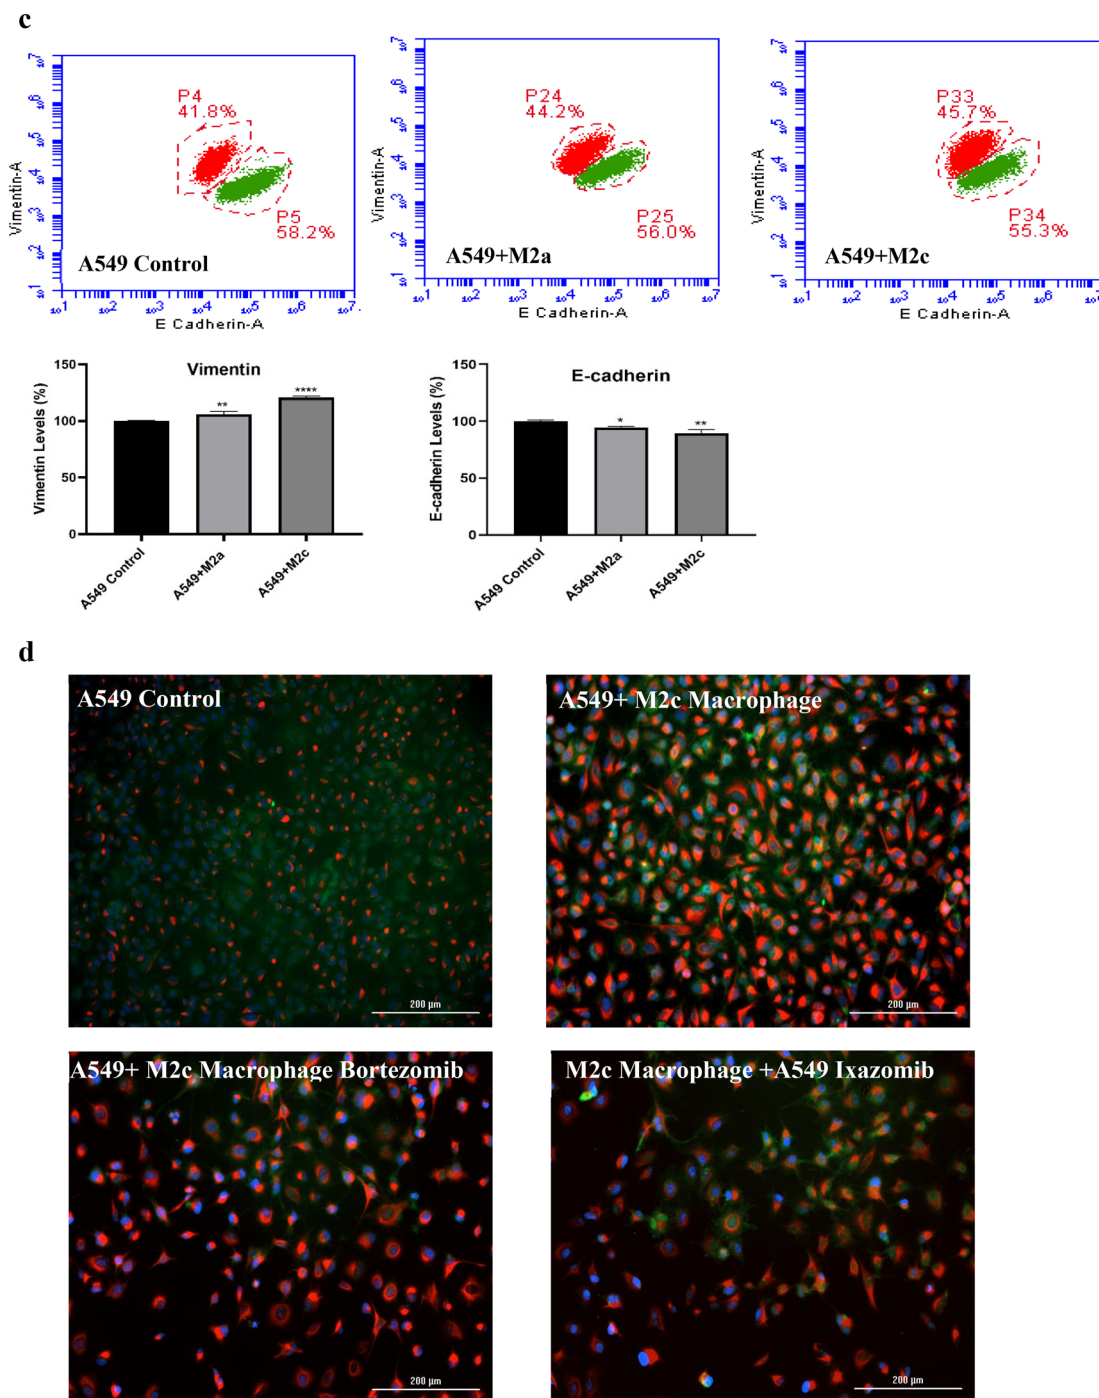 c
P4
41.8%
P5
58.2%
A549 Control
Vimentin-A
E Cadherin-A
P24
44.2%
P25
56.0%
A549+M2a
Vimentin-A
E Cadherin-A
P33
45.7%
P34
55.3%
A549+M2c
Vimentin-A
E Cadherin-A
Vimentin
Vimentin Levels (%)
150
100
50
0
**
****
A549 Control
A549+M2a
A549+M2c
E-cadherin
E-cadherin Levels (%)
150
100
50
0
*
**
A549 Control
A549+M2a
A549+M2c
d
A549 Control
200 µm
A549+ M2c Macrophage
200 µm
A549+ M2c Macrophage Bortezomib
200 µm
M2c Macrophage +A549 Ixazomib
200 µm